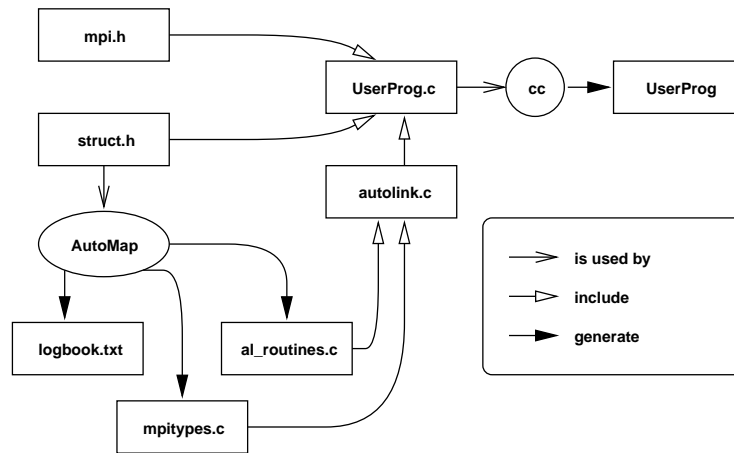 mpi.h
UserProg.c
cc
UserProg
struct.h
autolink.c
AutoMap
is used by
include
generate
logbook.txt
al_routines.c
mpitypes.c